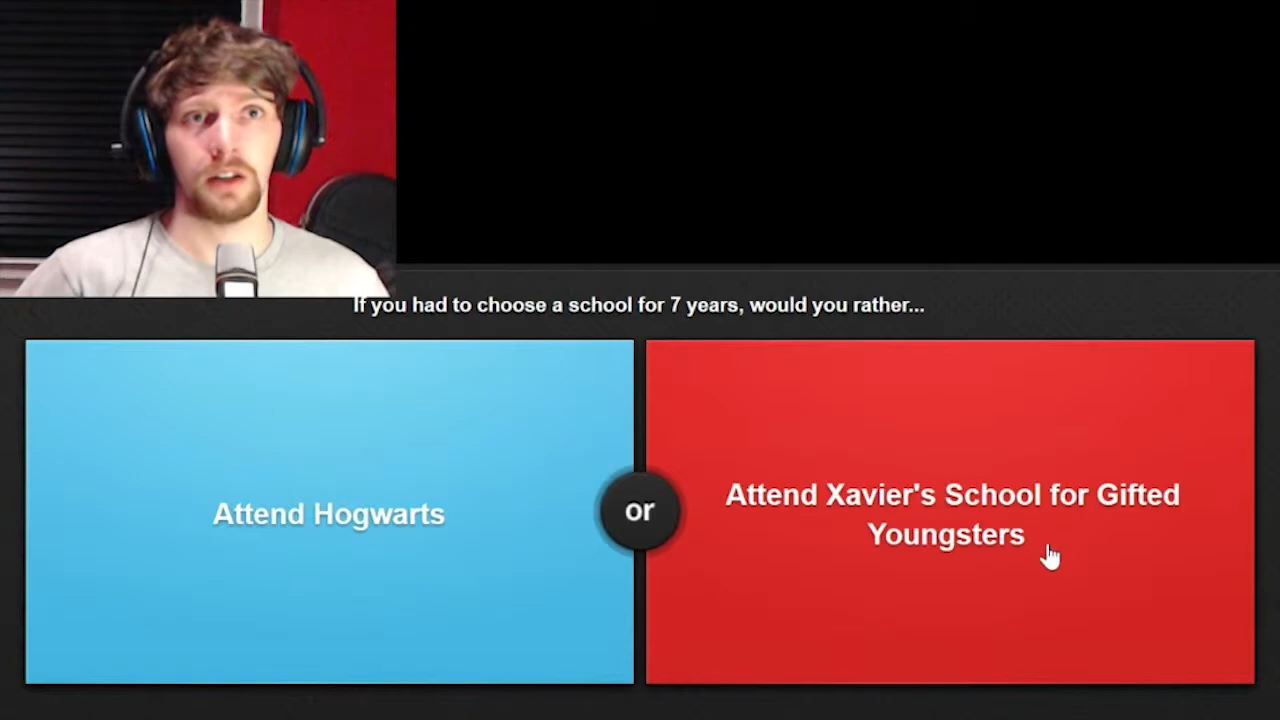 If you had to choose a school for 7 years, would you rather...
Attend Hogwarts
or
Attend Xavier's School for Gifted
Youngsters